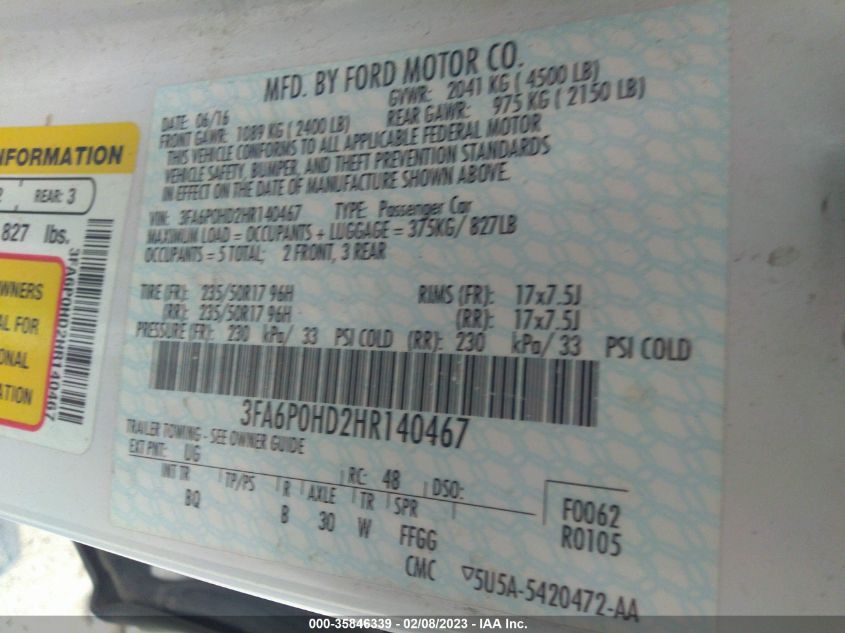 MFD. BY FORD MOTOR CO.
DATE: 06/16 GVWR: 2041 KG ( 4500 LB)
FRONT GAWR: 1089 KG ( 2400 LB) REAR GAWR: 975 KG ( 2150 LB)
THIS VEHICLE CONFORMS TO ALL APPLICABLE FEDERAL MOTOR
VEHICLE SAFETY, BUMPER, AND THEFT PREVENTION STANDARDS
IN EFFECT ON THE DATE OF MANUFACTURE SHOWN ABOVE.
VIN: 3FA6P0HD2HR140467 TYPE: Passenger Car
MAXIMUM LOAD = OCCUPANTS + LUGGAGE = 375KG/ 827LB
OCCUPANTS = 5 TOTAL; 2 FRONT, 3 REAR
TIRE (FR): 235/50R17 96H RIMS (FR): 17x7.5J
(RR): 235/50R17 96H (RR): 17x7.5J
PRESSURE (FR): 230 kPa/ 33 PSI COLD (RR): 230 kPa/ 33 PSI COLD
3FA6P0HD2HR140467
TRAILER TOWING - SEE OWNER GUIDE
EXT PNT: UG RC: 48 DSO:
INT TR TP/PS R AXLE TR SPR
BQ B 30 W FFGG
F0062
R0105
CMC ▽5U5A-5420472-AA
NFORMATION
2 REAR: 3
827 lbs.
WNERS
AL FOR
ONAL
ATION
3FA6P0HD2HR140467
000-35846339 - 02/08/2023 - IAA Inc.